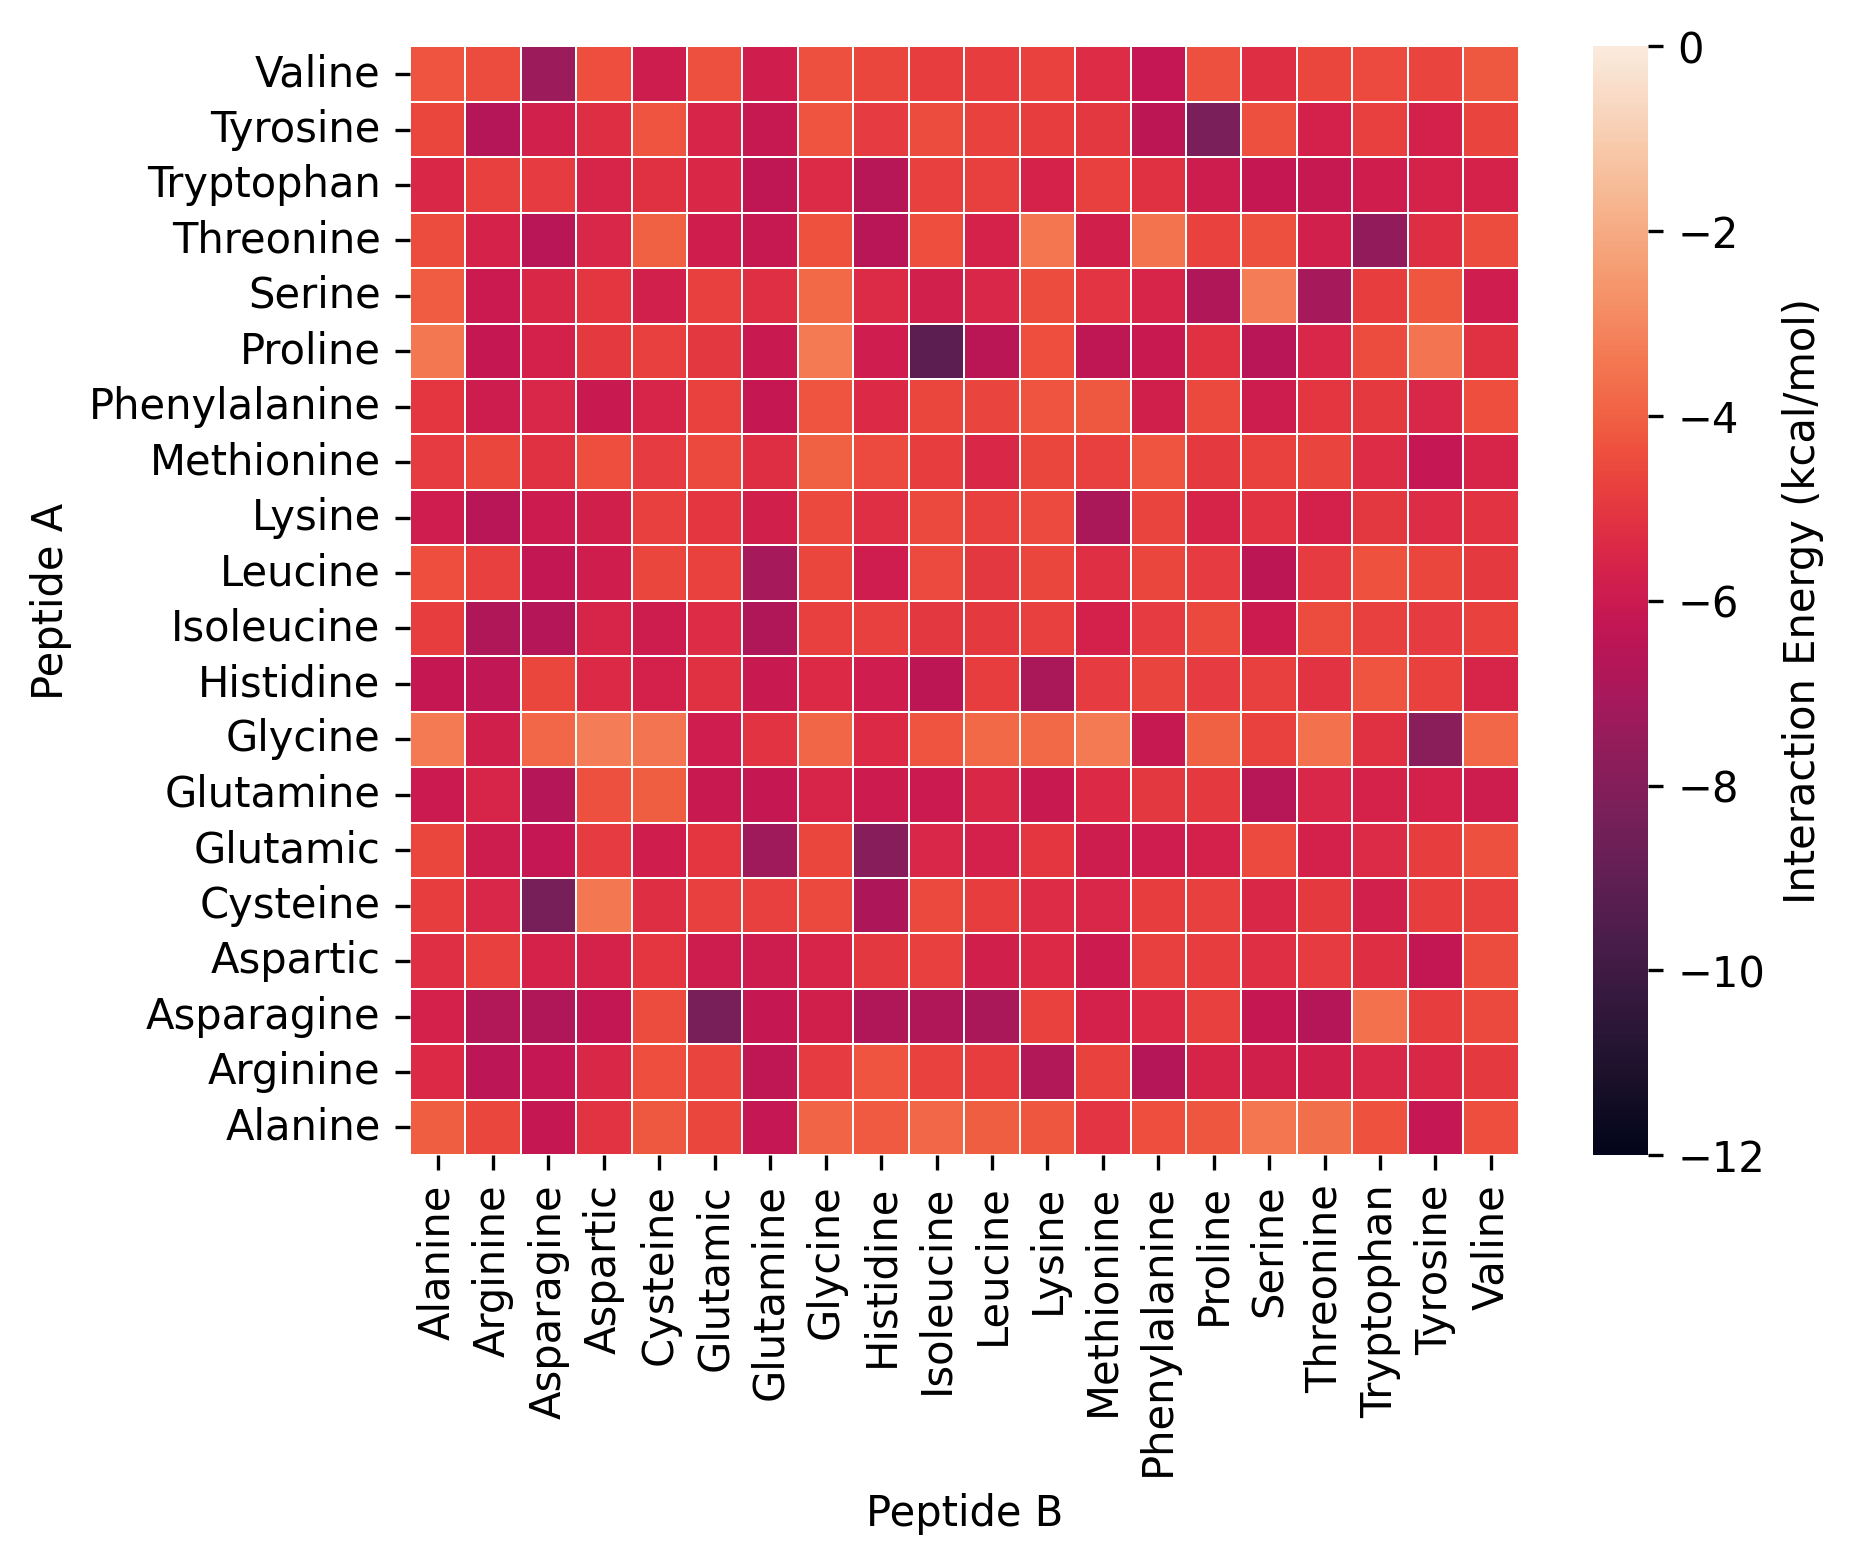 Valine
Tyrosine
Tryptophan
Threonine
Serine
Proline
Phenylalanine
Methionine
Lysine
Leucine
Isoleucine
Histidine
Glycine
Glutamine
Glutamic
Cysteine
Aspartic
Asparagine
Arginine
Alanine
Peptide A
Alanine
Arginine
Asparagine
Aspartic
Cysteine
Glutamic
Glutamine
Glycine
Histidine
Isoleucine
Leucine
Lysine
Methionine
Phenylalanine
Proline
Serine
Threonine
Tryptophan
Tyrosine
Valine
Peptide B
0
−2
−4
−6
−8
−10
−12
Interaction Energy (kcal/mol)